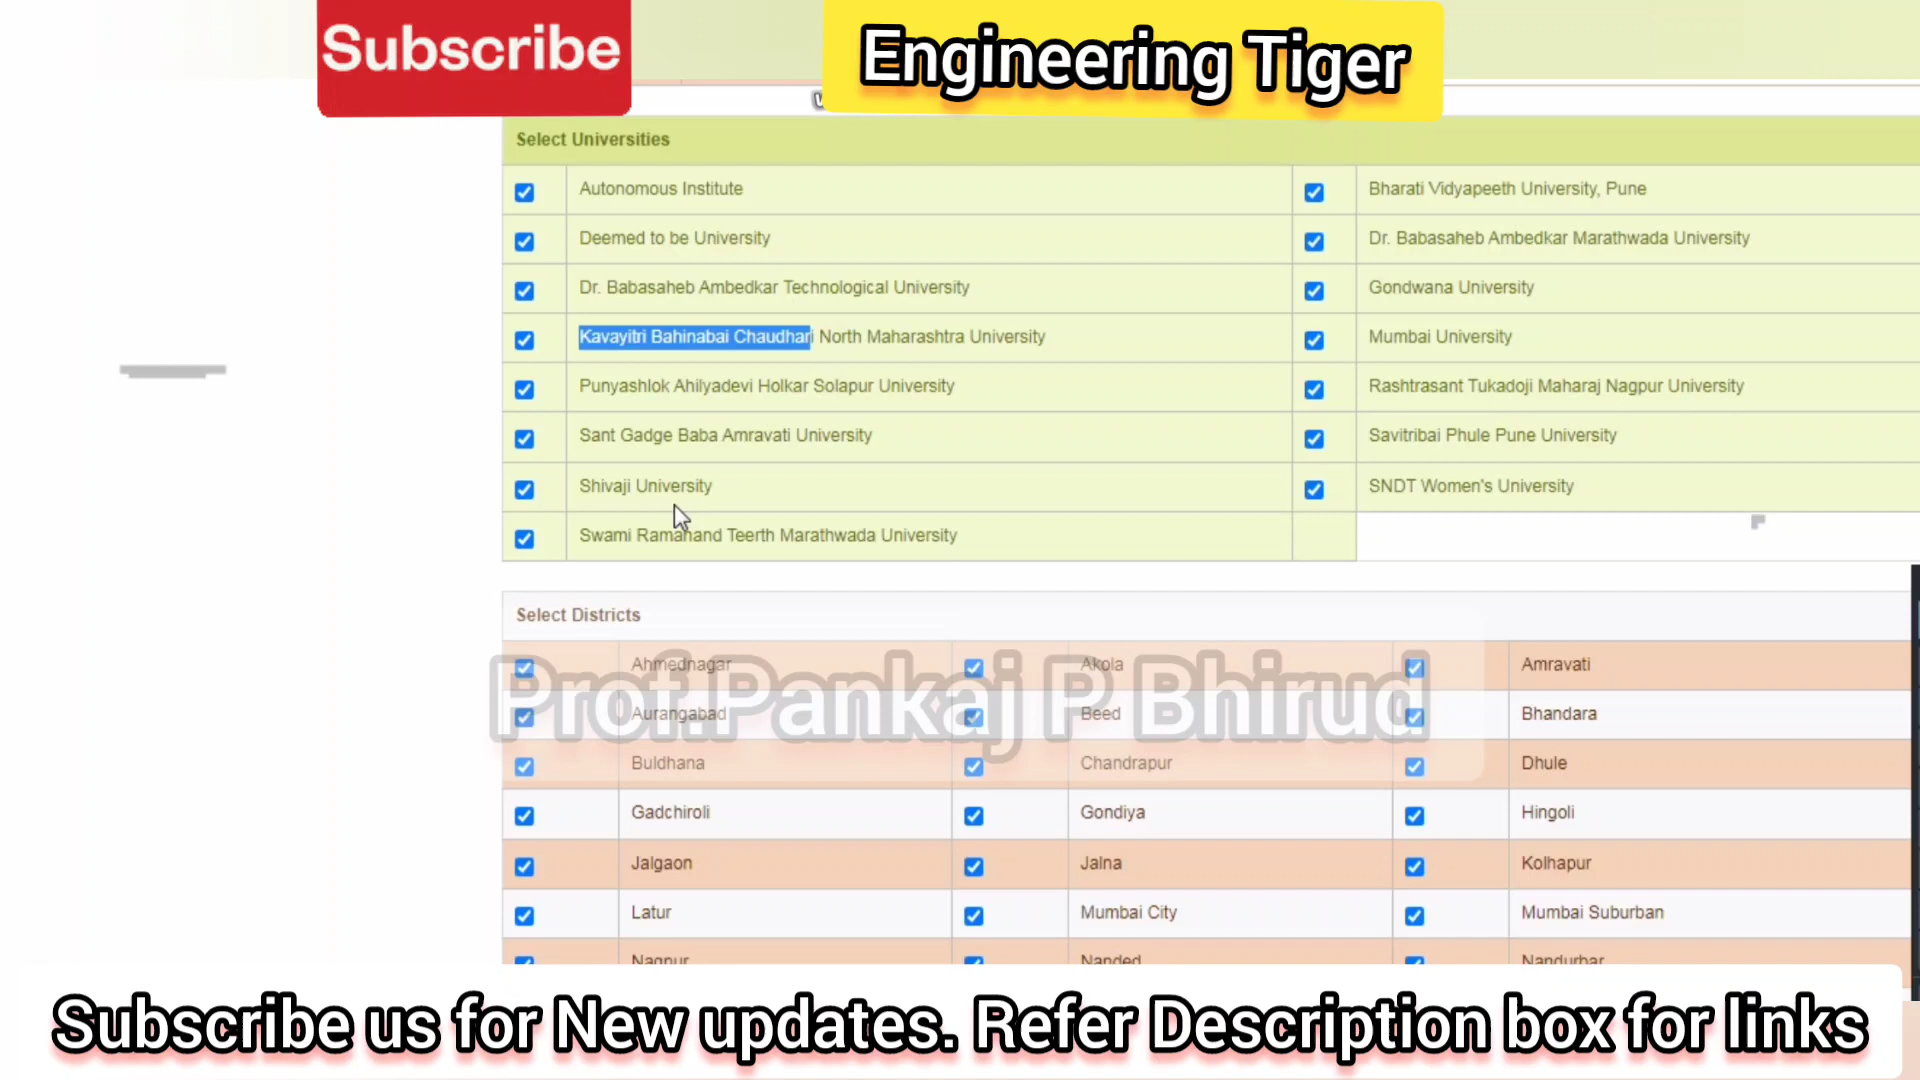 Subscribe
Engineering Tiger
Select Universities
Autonomous Institute
Bharati Vidyapeeth University, Pune
Deemed to be University
Dr. Babasaheb Ambedkar Marathwada University
Dr. Babasaheb Ambedkar Technological University
Gondwana University
Kavayitri Bahinabai Chaudhari North Maharashtra University
Mumbai University
Punyashlok Ahilyadevi Holkar Solapur University
Rashtrasant Tukadoji Maharaj Nagpur University
Sant Gadge Baba Amravati University
Savitribai Phule Pune University
Shivaji University
SNDT Women's University
Swami Ramanand Teerth Marathwada University
Select Districts
Ahmednagar
Akola
Amravati
Prof.Pankaj P Bhirud
Aurangabad
Beed
Bhandara
Buldhana
Chandrapur
Dhule
Gadchiroli
Gondiya
Hingoli
Jalgaon
Jalna
Kolhapur
Latur
Mumbai City
Mumbai Suburban
Nagpur
Nanded
Nandurbar
Subscribe us for New updates. Refer Description box for links